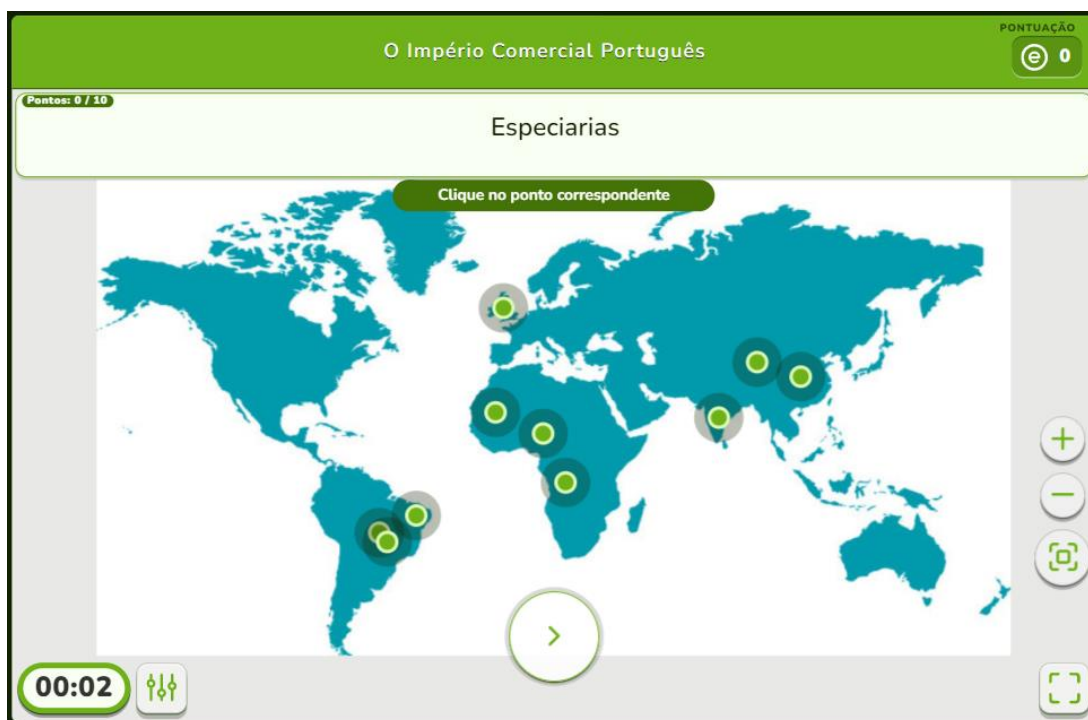 O Império Comercial Português
PONTUAÇÃO
e 0
Pontos: 0 / 10
Especiarias
Clique no ponto correspondente
00:02